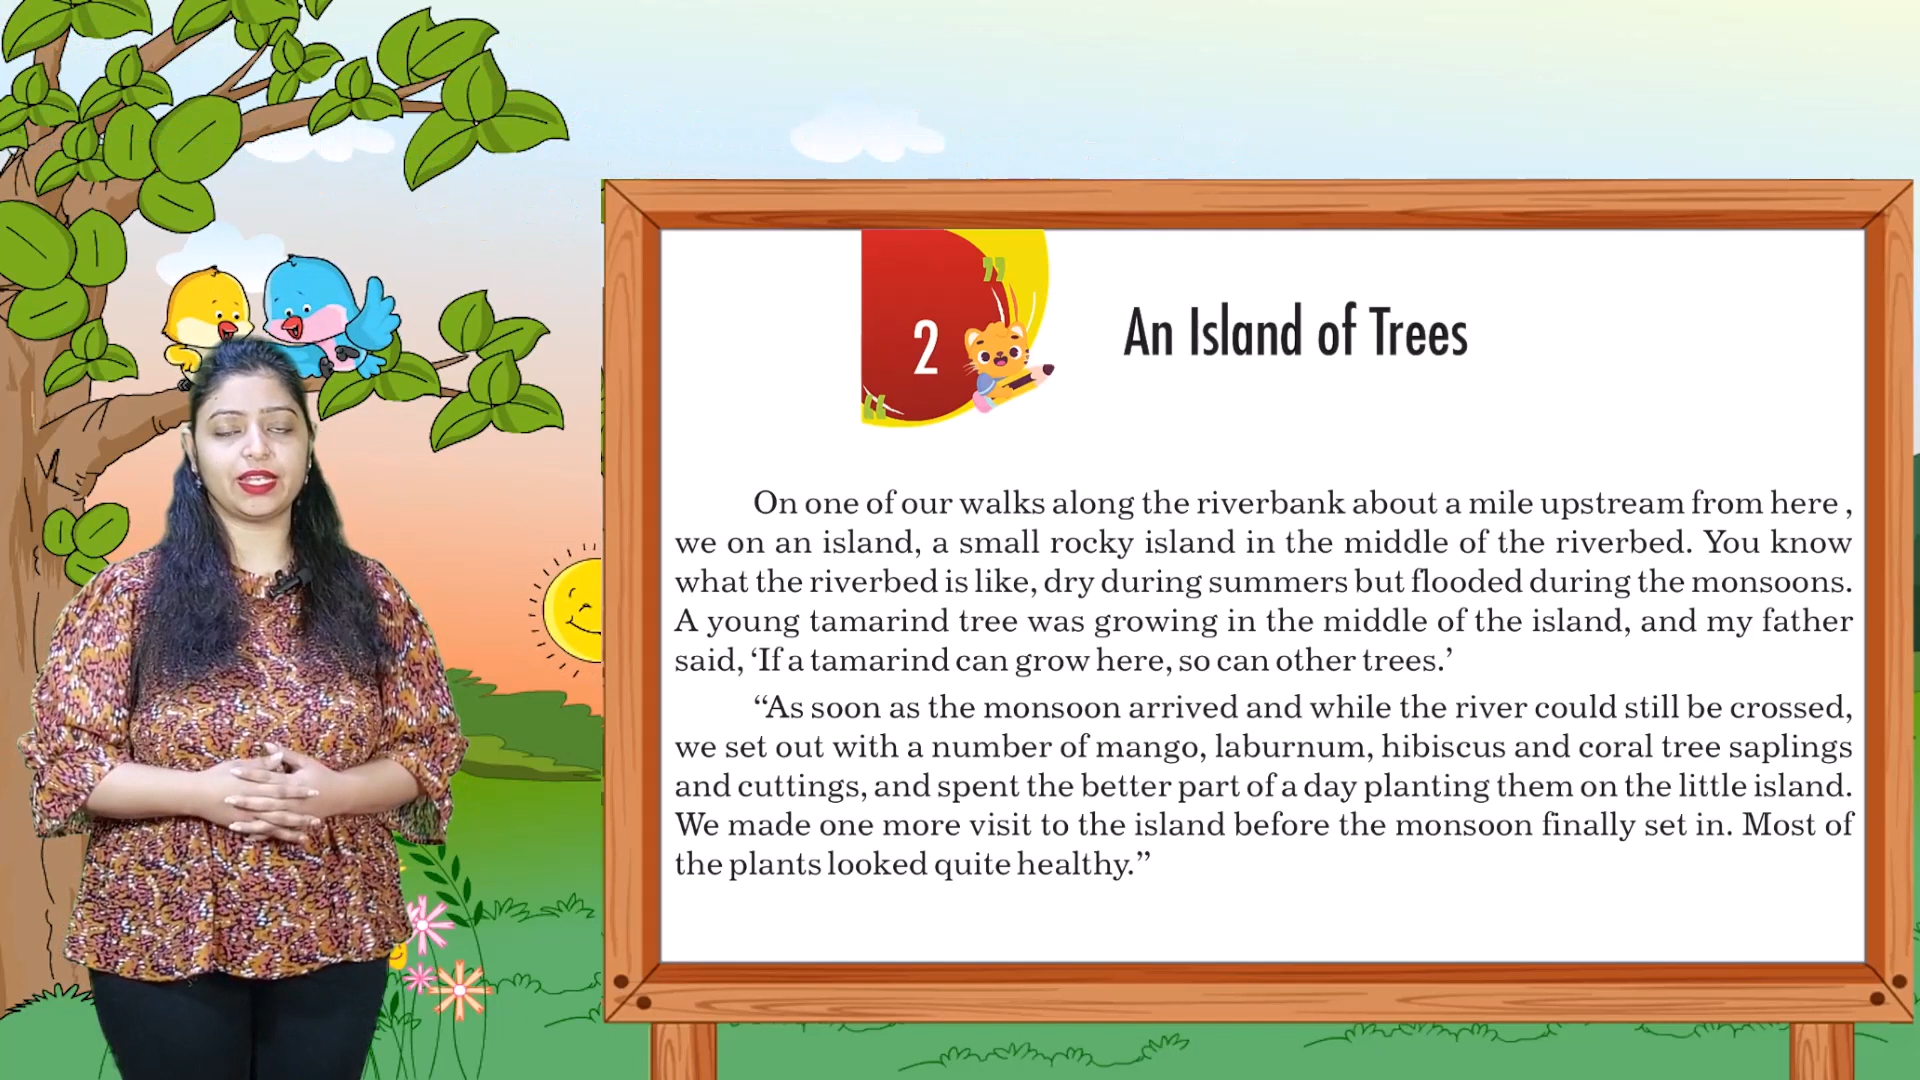 2
An Island of Trees
On one of our walks along the riverbank about a mile upstream from here ,
we on an island, a small rocky island in the middle of the riverbed. You know
what the riverbed is like, dry during summers but flooded during the monsoons.
A young tamarind tree was growing in the middle of the island, and my father
said, ‘If a tamarind can grow here, so can other trees.’
“As soon as the monsoon arrived and while the river could still be crossed,
we set out with a number of mango, laburnum, hibiscus and coral tree saplings
and cuttings, and spent the better part of a day planting them on the little island.
We made one more visit to the island before the monsoon finally set in. Most of
the plants looked quite healthy.”